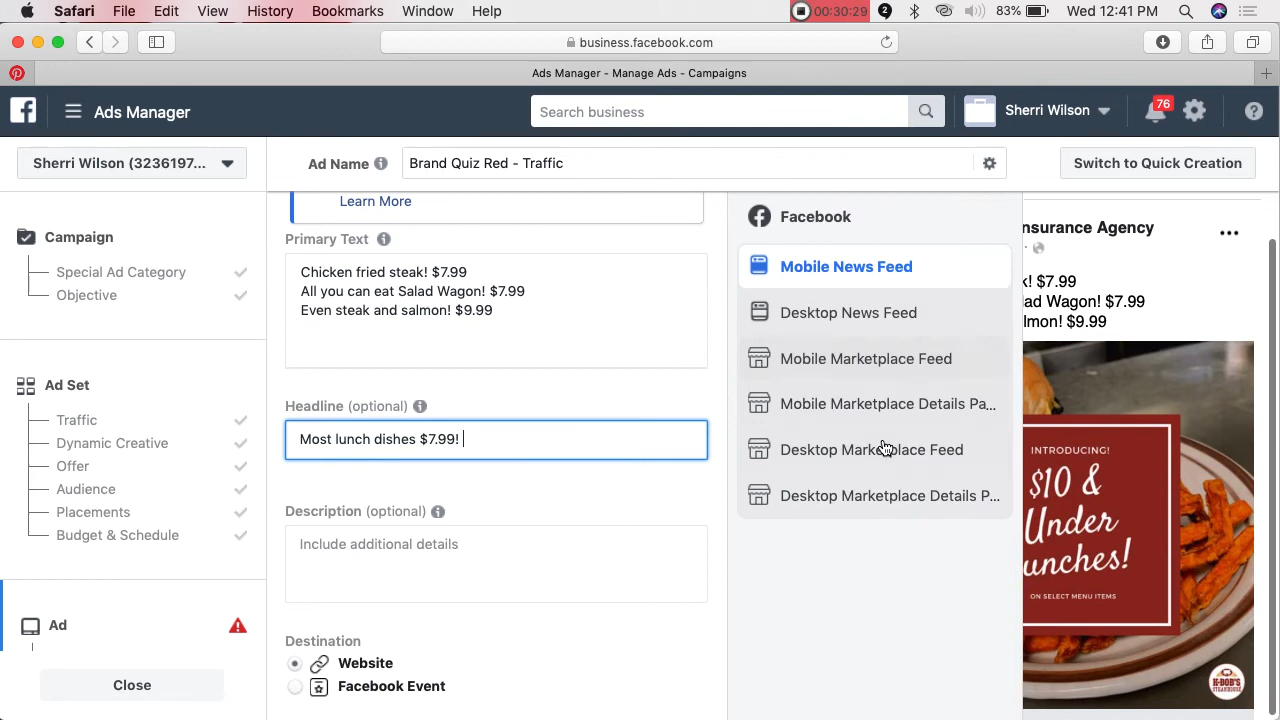 Safari File Edit View History Bookmarks Window Help 00:30:29 2 83% Wed 12:41 PM
business.facebook.com
Ads Manager - Manage Ads - Campaigns
Ads Manager
Search business
Sherri Wilson
76
Sherri Wilson (3236197...
Ad Name
Brand Quiz Red - Traffic
Switch to Quick Creation
Campaign
Special Ad Category
Objective
Ad Set
Traffic
Dynamic Creative
Offer
Audience
Placements
Budget & Schedule
Ad
Close
Learn More
Primary Text
Chicken fried steak! $7.99
All you can eat Salad Wagon! $7.99
Even steak and salmon! $9.99
Headline (optional)
Most lunch dishes $7.99!
Description (optional)
Include additional details
Destination
Website
Facebook Event
Facebook
Mobile News Feed
Desktop News Feed
Mobile Marketplace Feed
Mobile Marketplace Details Pa...
Desktop Marketplace Feed
Desktop Marketplace Details P...
nsurance Agency
k! $7.99
ad Wagon! $7.99
lmon! $9.99
INTRODUCING!
$10 &
Under
unches!
ON SELECT MENU ITEMS
K-BOB'S
STEAKHOUSE